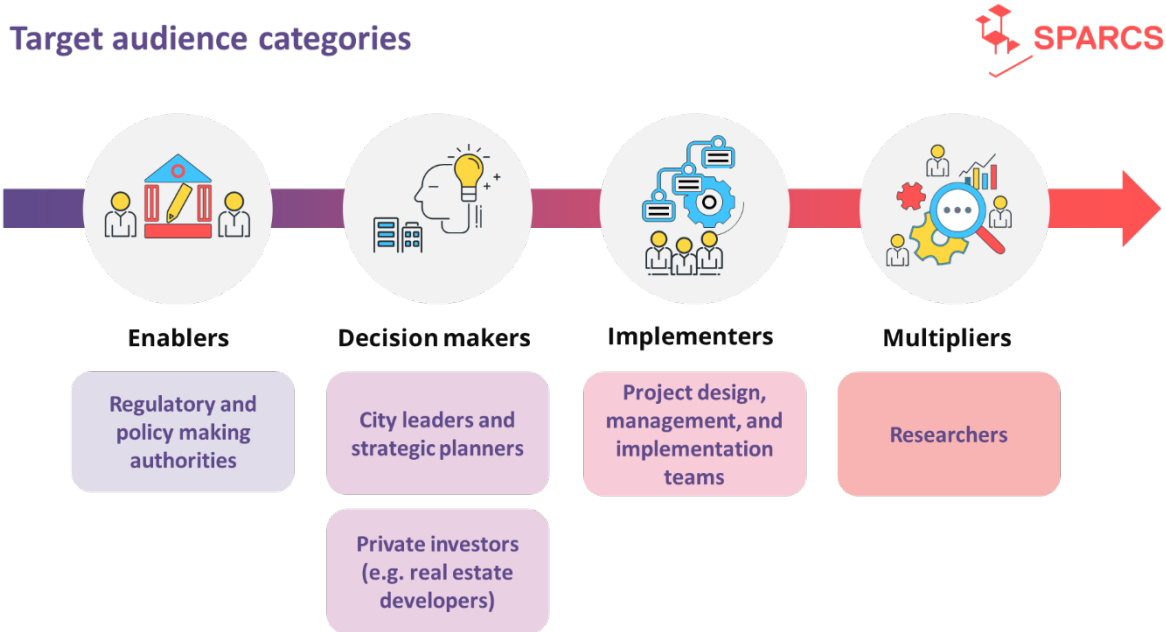 Target audience categories
SPARCS
Enablers
Decision makers
Implementers
Multipliers
Regulatory and
policy making
authorities
City leaders and
strategic planners
Project design,
management, and
implementation
teams
Researchers
Private investors
(e.g. real estate
developers)